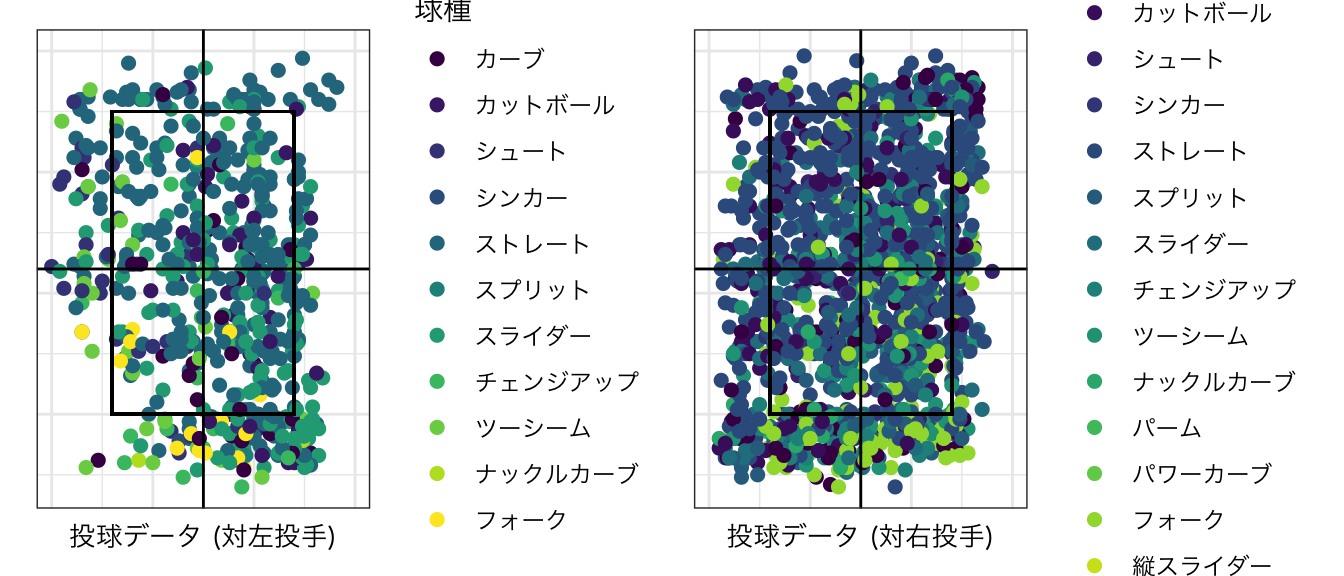 球種
カーブ
カットボール
シュート
シンカー
ストレート
スプリット
スライダー
チェンジアップ
ツーシーム
ナックルカーブ
フォーク
投球データ (対左投手)
カットボール
シュート
シンカー
ストレート
スプリット
スライダー
チェンジアップ
ツーシーム
ナックルカーブ
パーム
パワーカーブ
フォーク
縦スライダー
投球データ (対右投手)